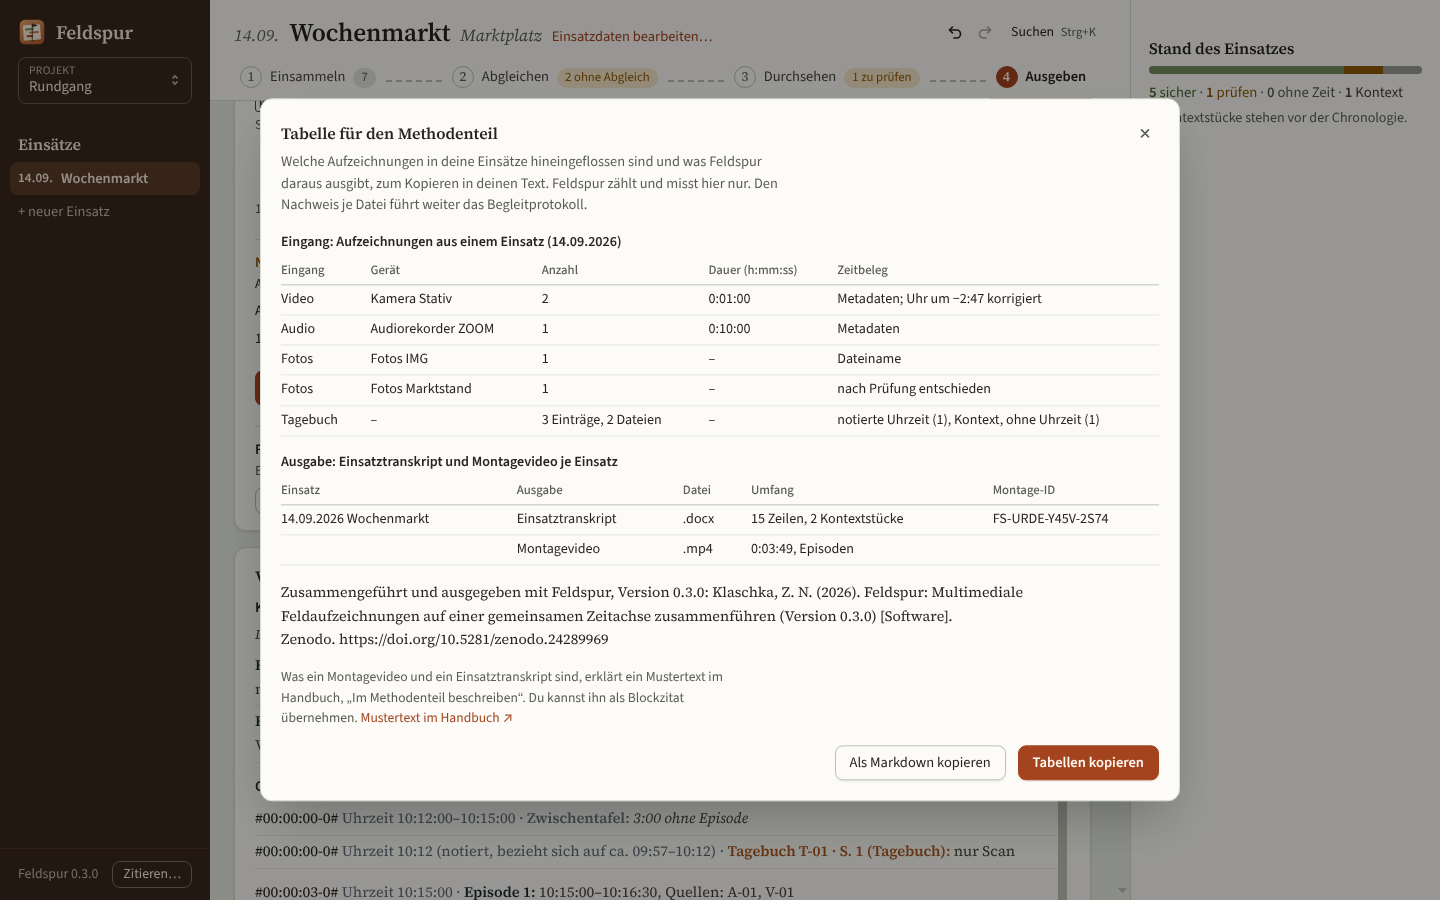 Feldspur
PROJEKT
Rundgang
Einsätze
14.09. Wochenmarkt
+ neuer Einsatz
Feldspur 0.3.0 Zitieren…
14.09. Wochenmarkt Marktplatz Einsatzdaten bearbeiten…
Suchen Strg+K
1 Einsammeln 7 2 Abgleichen 2 ohne Abgleich 3 Durchsehen 1 zu prüfen 4 Ausgeben
Stand des Einsatzes
5 sicher · 1 prüfen · 0 ohne Zeit · 1 Kontext
textstücke stehen vor der Chronologie.
Tabelle für den Methodenteil ×
Welche Aufzeichnungen in deine Einsätze hineingeflossen sind und was Feldspur
daraus ausgibt, zum Kopieren in deinen Text. Feldspur zählt und misst hier nur. Den
Nachweis je Datei führt weiter das Begleitprotokoll.
Eingang: Aufzeichnungen aus einem Einsatz (14.09.2026)
Eingang Gerät Anzahl Dauer (h:mm:ss) Zeitbeleg
Video Kamera Stativ 2 0:01:00 Metadaten; Uhr um −2:47 korrigiert
Audio Audiorekorder ZOOM 1 0:10:00 Metadaten
Fotos Fotos IMG 1 – Dateiname
Fotos Fotos Marktstand 1 – nach Prüfung entschieden
Tagebuch – 3 Einträge, 2 Dateien – notierte Uhrzeit (1), Kontext, ohne Uhrzeit (1)
Ausgabe: Einsatztranskript und Montagevideo je Einsatz
Einsatz Ausgabe Datei Umfang Montage-ID
14.09.2026 Wochenmarkt Einsatztranskript .docx 15 Zeilen, 2 Kontextstücke FS-URDE-Y45V-2S74
Montagevideo .mp4 0:03:49, Episoden
Zusammengeführt und ausgegeben mit Feldspur, Version 0.3.0: Klaschka, Z. N. (2026). Feldspur: Multimediale
Feldaufzeichnungen auf einer gemeinsamen Zeitachse zusammenführen (Version 0.3.0) [Software].
Zenodo. https://doi.org/10.5281/zenodo.24289969
Was ein Montagevideo und ein Einsatztranskript sind, erklärt ein Mustertext im
Handbuch, „Im Methodenteil beschreiben“. Du kannst ihn als Blockzitat
übernehmen. Mustertext im Handbuch ↗
Als Markdown kopieren Tabellen kopieren
#00:00:00-0# Uhrzeit 10:12:00–10:15:00 · Zwischentafel: 3:00 ohne Episode
#00:00:00-0# Uhrzeit 10:12 (notiert, bezieht sich auf ca. 09:57–10:12) · Tagebuch T-01 · S. 1 (Tagebuch): nur Scan
#00:00:03-0# Uhrzeit 10:15:00 · Episode 1: 10:15:00–10:16:30, Quellen: A-01, V-01